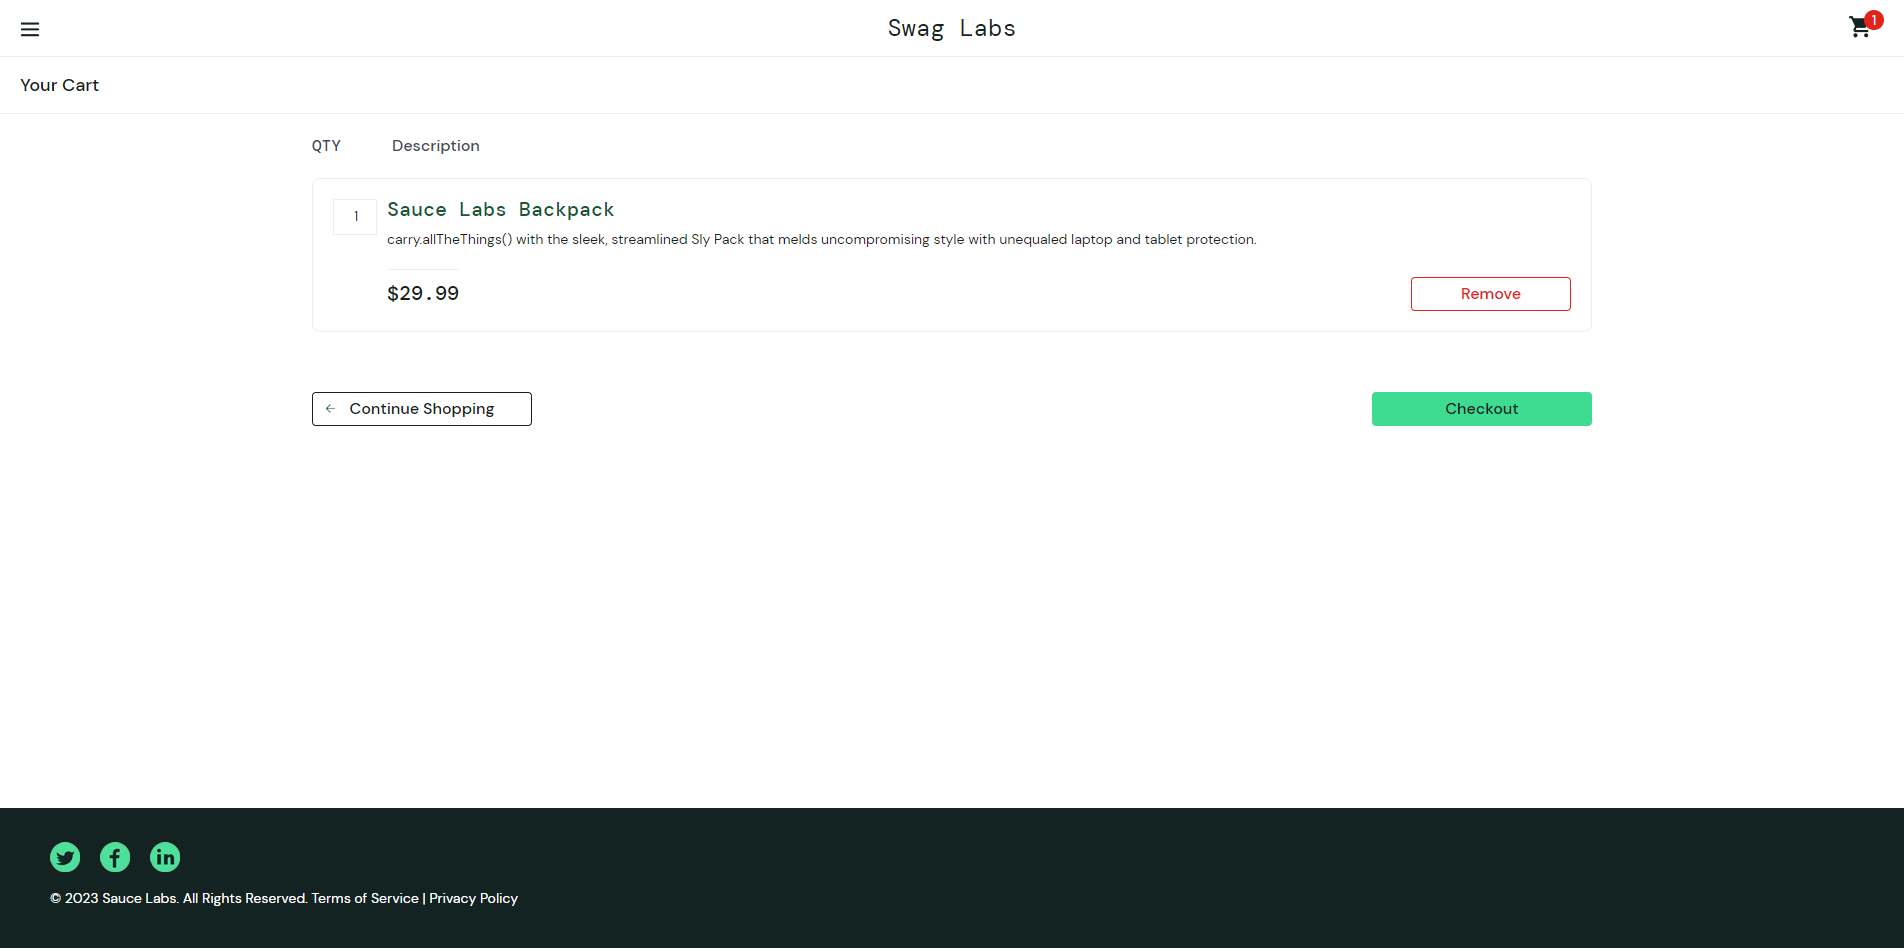 Swag Labs
1
Your Cart
QTY Description
1 Sauce Labs Backpack
carry.allTheThings() with the sleek, streamlined Sly Pack that melds uncompromising style with unequaled laptop and tablet protection.
$29.99 Remove
Continue Shopping Checkout
© 2023 Sauce Labs. All Rights Reserved. Terms of Service | Privacy Policy